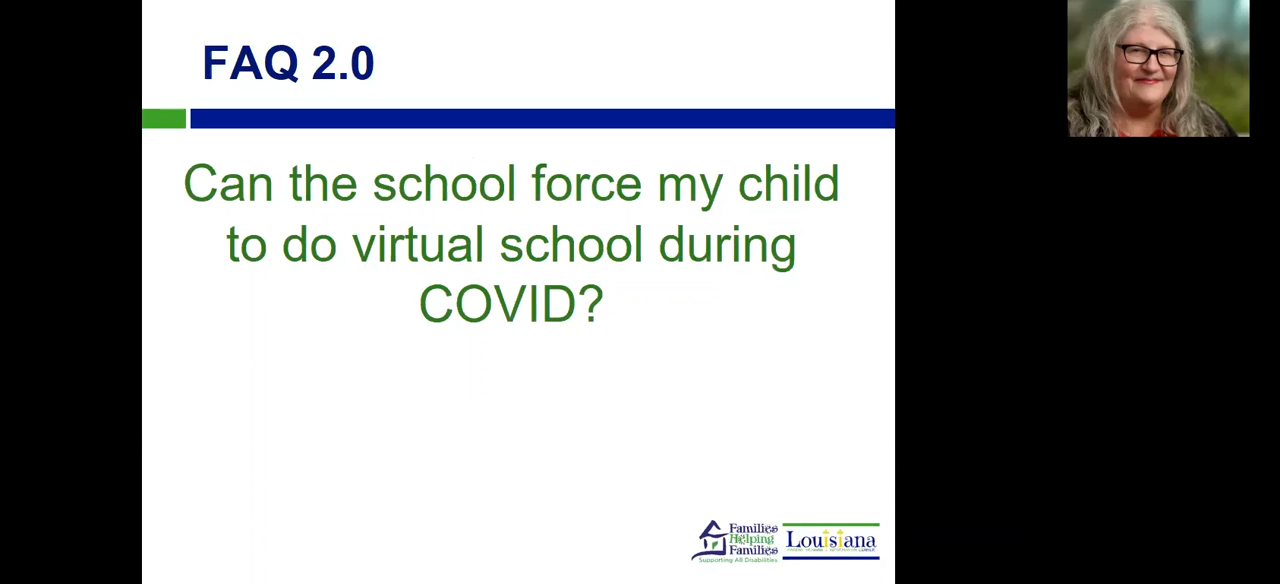 FAQ 2.0
Can the school force my child
to do virtual school during
COVID?
Families
Helping
Families
Supporting All Disabilities
Louisiana